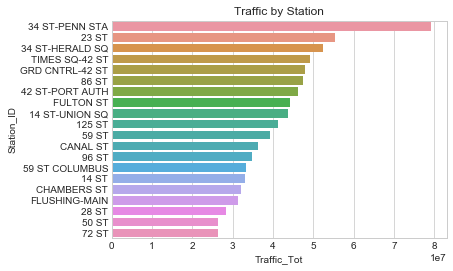 Traffic by Station
Station_ID
34 ST-PENN STA
23 ST
34 ST-HERALD SQ
TIMES SQ-42 ST
GRD CNTRL-42 ST
86 ST
42 ST-PORT AUTH
FULTON ST
14 ST-UNION SQ
125 ST
59 ST
CANAL ST
96 ST
59 ST COLUMBUS
14 ST
CHAMBERS ST
FLUSHING-MAIN
28 ST
50 ST
72 ST
0 1 2 3 4 5 6 7 8
1e7
Traffic_Tot